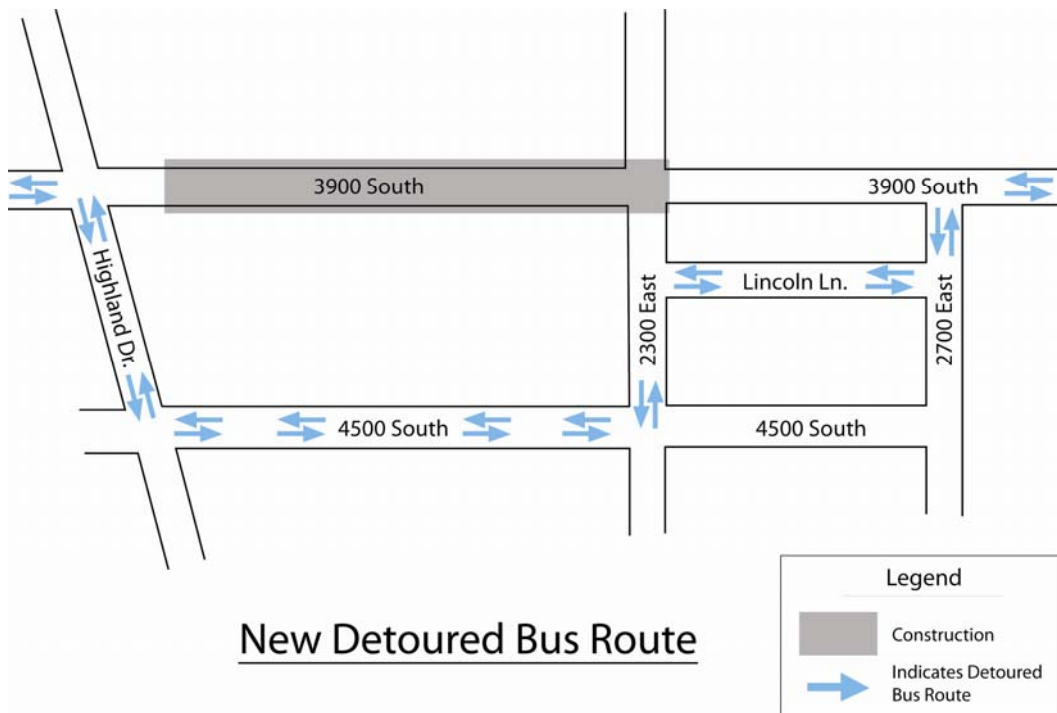 3900 South
3900 South
Highland Dr.
2300 East
Lincoln Ln.
2700 East
4500 South
4500 South
New Detoured Bus Route
Legend
Construction
Indicates Detoured
Bus Route